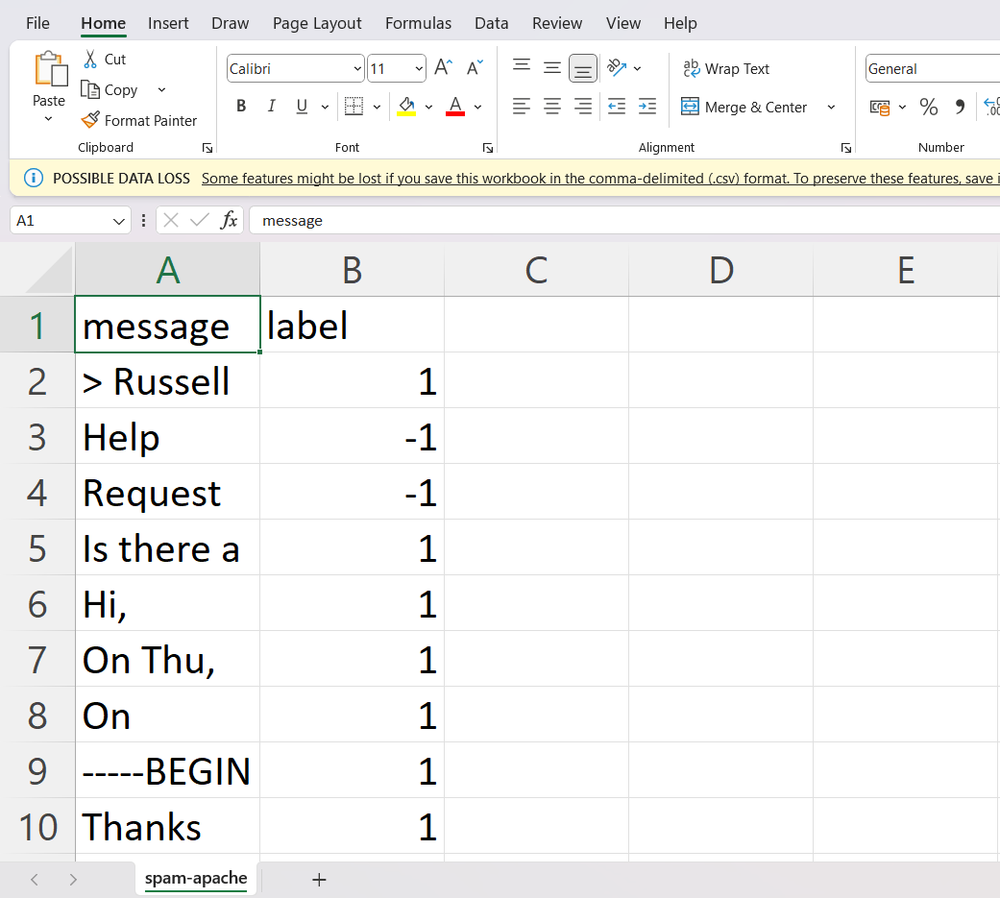 File Home Insert Draw Page Layout Formulas Data Review View Help
Paste
Cut
Copy
Format Painter
Clipboard
Calibri 11
B I U A
Font
Wrap Text
Merge & Center
Alignment
General
%
Number
POSSIBLE DATA LOSS Some features might be lost if you save this workbook in the comma-delimited (.csv) format. To preserve these features, save i
A1 fx message
A B C D E
1 message label
2 > Russell 1
3 Help -1
4 Request -1
5 Is there a 1
6 Hi, 1
7 On Thu, 1
8 On 1
9 -----BEGIN 1
10 Thanks 1
spam-apache